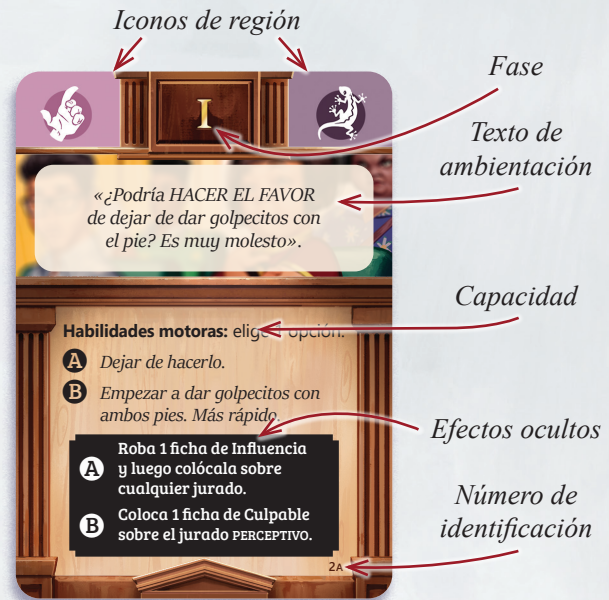 Iconos de región
Fase
I
Texto de
ambientación
«¿Podría HACER EL FAVOR
de dejar de dar golpecitos con
el pie? Es muy molesto».
Capacidad
Habilidades motoras: elige opción.
A Dejar de hacerlo.
B Empezar a dar golpecitos con
ambos pies. Más rápido.
Efectos ocultos
A Roba 1 ficha de Influencia
y luego colócala sobre
cualquier jurado.
B Coloca 1 ficha de Culpable
sobre el jurado PERCEPTIVO.
Número de
identificación
2A